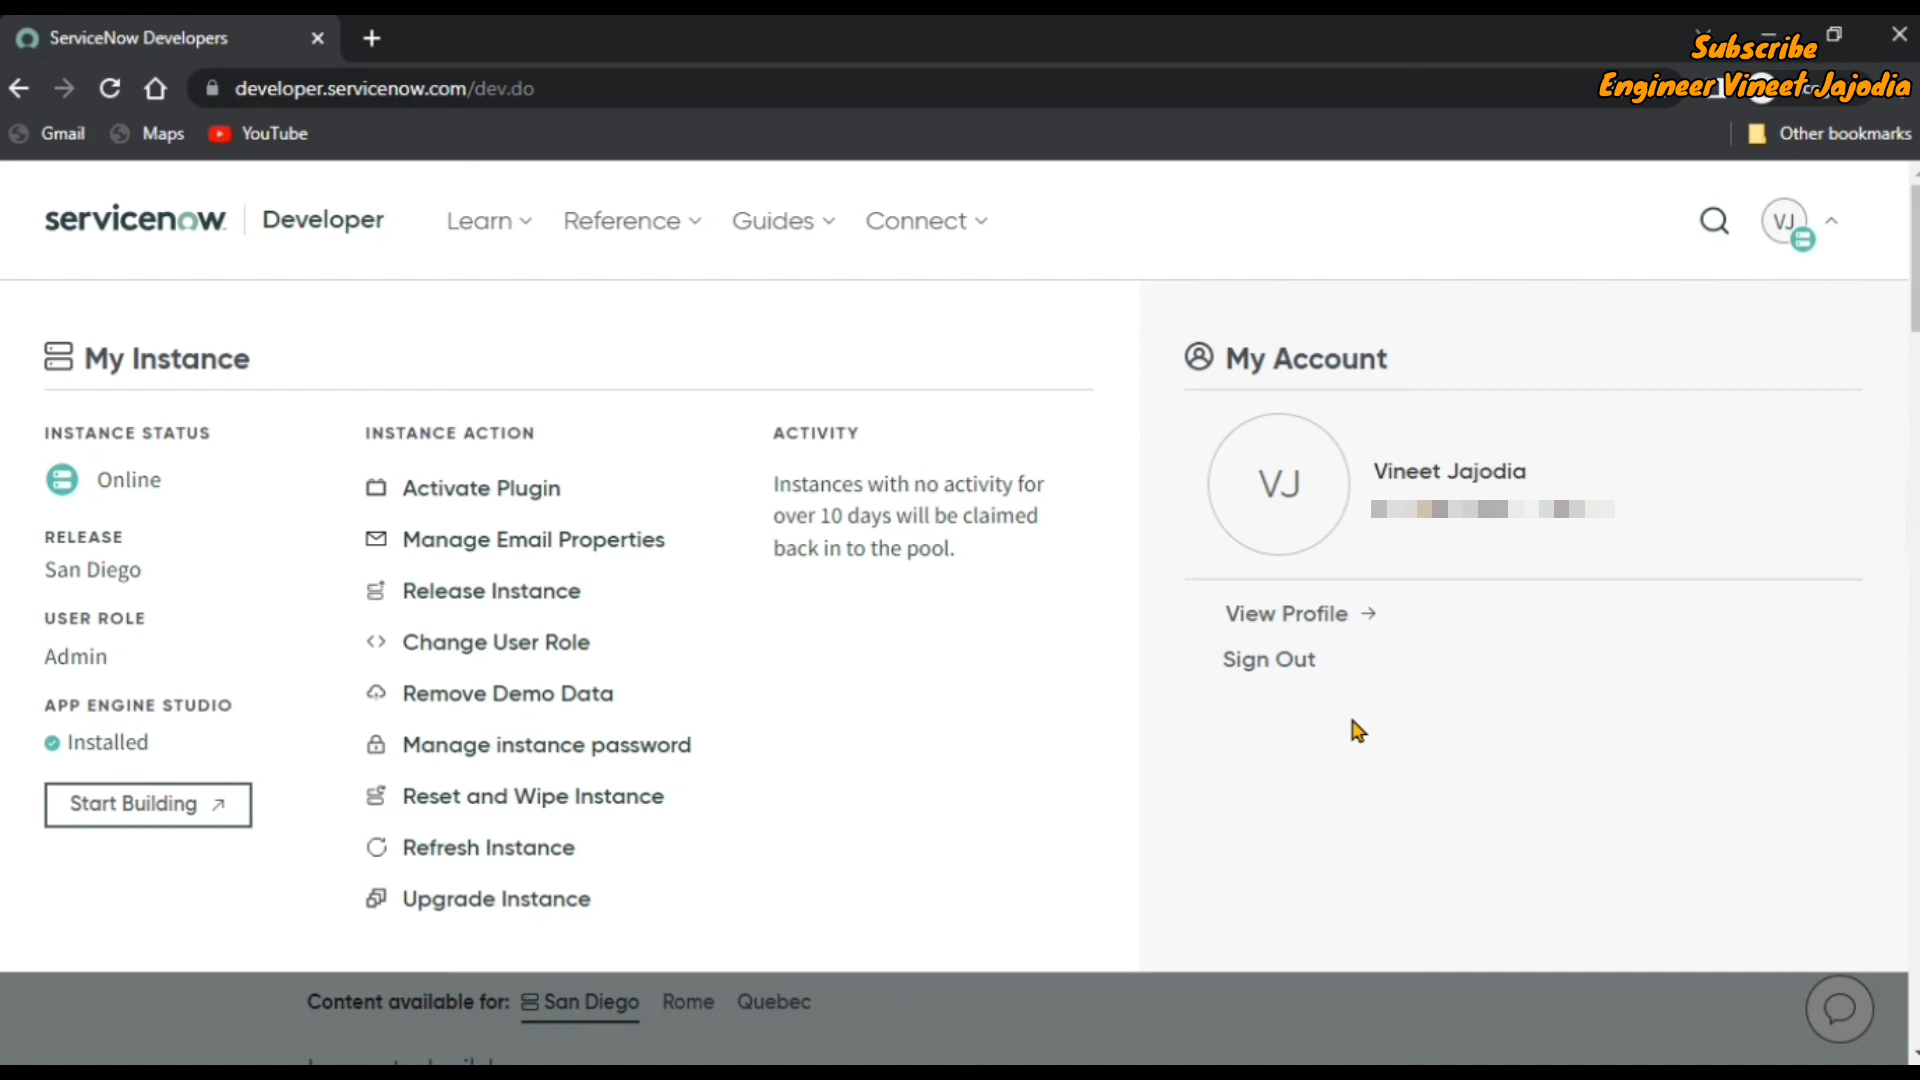 ServiceNow Developers
Subscribe
developer.servicenow.com/dev.do
Engineer Vineet Jajodia
Gmail Maps YouTube Other bookmarks
servicenow. Developer Learn Reference Guides Connect VJ
My Instance
INSTANCE STATUS
Online
RELEASE
San Diego
USER ROLE
Admin
APP ENGINE STUDIO
Installed
Start Building
INSTANCE ACTION
Activate Plugin
Manage Email Properties
Release Instance
Change User Role
Remove Demo Data
Manage instance password
Reset and Wipe Instance
Refresh Instance
Upgrade Instance
ACTIVITY
Instances with no activity for
over 10 days will be claimed
back in to the pool.
My Account
VJ
Vineet Jajodia
View Profile
Sign Out
Content available for: San Diego Rome Quebec